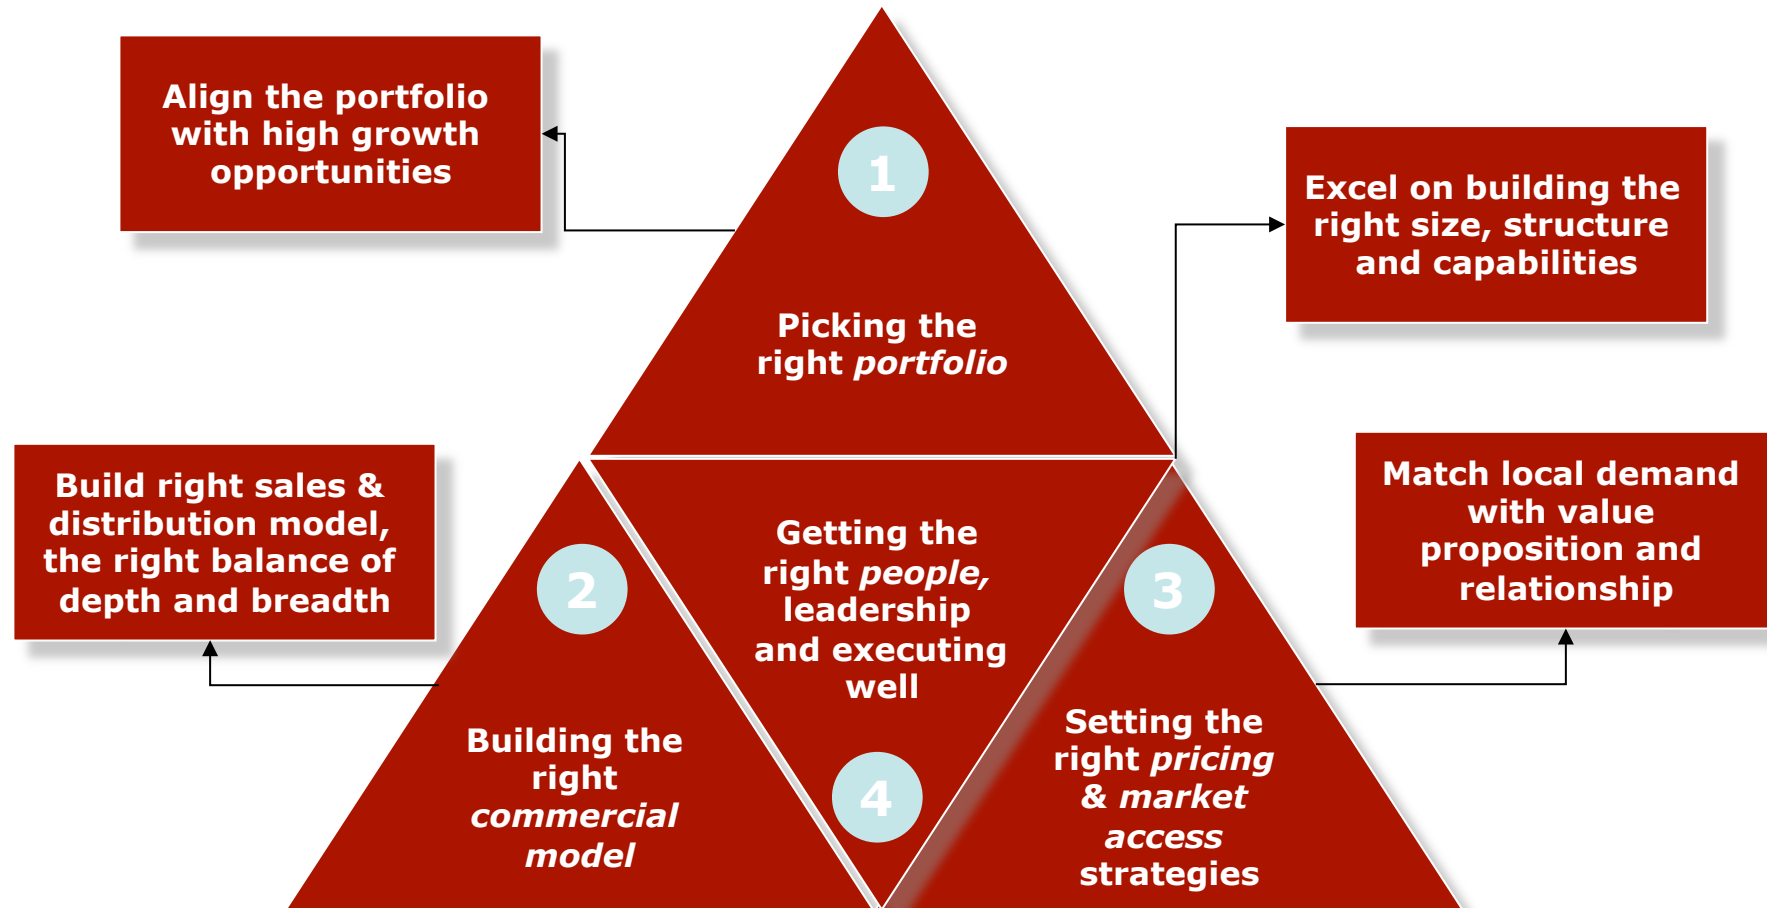 Align the portfolio
with high growth
opportunities
1
Excel on building the
right size, structure
and capabilities
Picking the
right portfolio
Build right sales &
distribution model,
the right balance of
depth and breadth
2
Building the
right
commercial
model
Getting the
right people,
leadership
and executing
well
4
3
Setting the
right pricing
& market
access
strategies
Match local demand
with value
proposition and
relationship